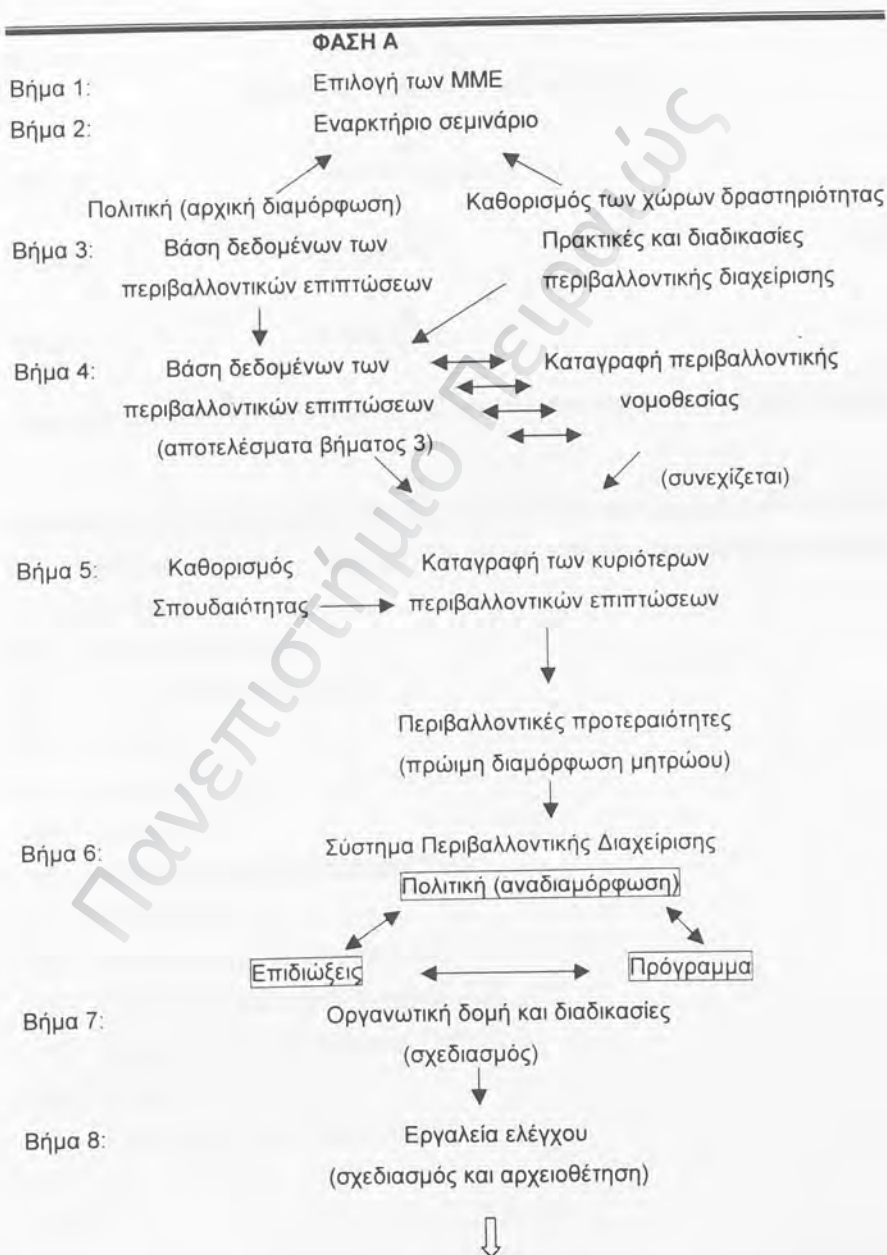 ΦΑΣΗ Α
Βήμα 1: Επιλογή των ΜΜΕ
Βήμα 2: Εναρκτήριο σεμινάριο
Πολιτική (αρχική διαμόρφωση) Καθορισμός των χώρων δραστηριότητας
Βήμα 3: Βάση δεδομένων των Πρακτικές και διαδικασίες
περιβαλλοντικών επιπτώσεων περιβαλλοντικής διαχείρισης
Βήμα 4: Βάση δεδομένων των Καταγραφή περιβαλλοντικής
περιβαλλοντικών επιπτώσεων νομοθεσίας
(αποτελέσματα βήματος 3)
(συνεχίζεται)
Βήμα 5: Καθορισμός Καταγραφή των κυριότερων
Σπουδαιότητας περιβαλλοντικών επιπτώσεων
Περιβαλλοντικές προτεραιότητες
(πρώιμη διαμόρφωση μητρώου)
Βήμα 6: Σύστημα Περιβαλλοντικής Διαχείρισης
Πολιτική (αναδιαμόρφωση)
Επιδιώξεις Πρόγραμμα
Βήμα 7: Οργανωτική δομή και διαδικασίες
(σχεδιασμός)
Βήμα 8: Εργαλεία ελέγχου
(σχεδιασμός και αρχειοθέτηση)
Πανεπιστήμιο Πειραιώς